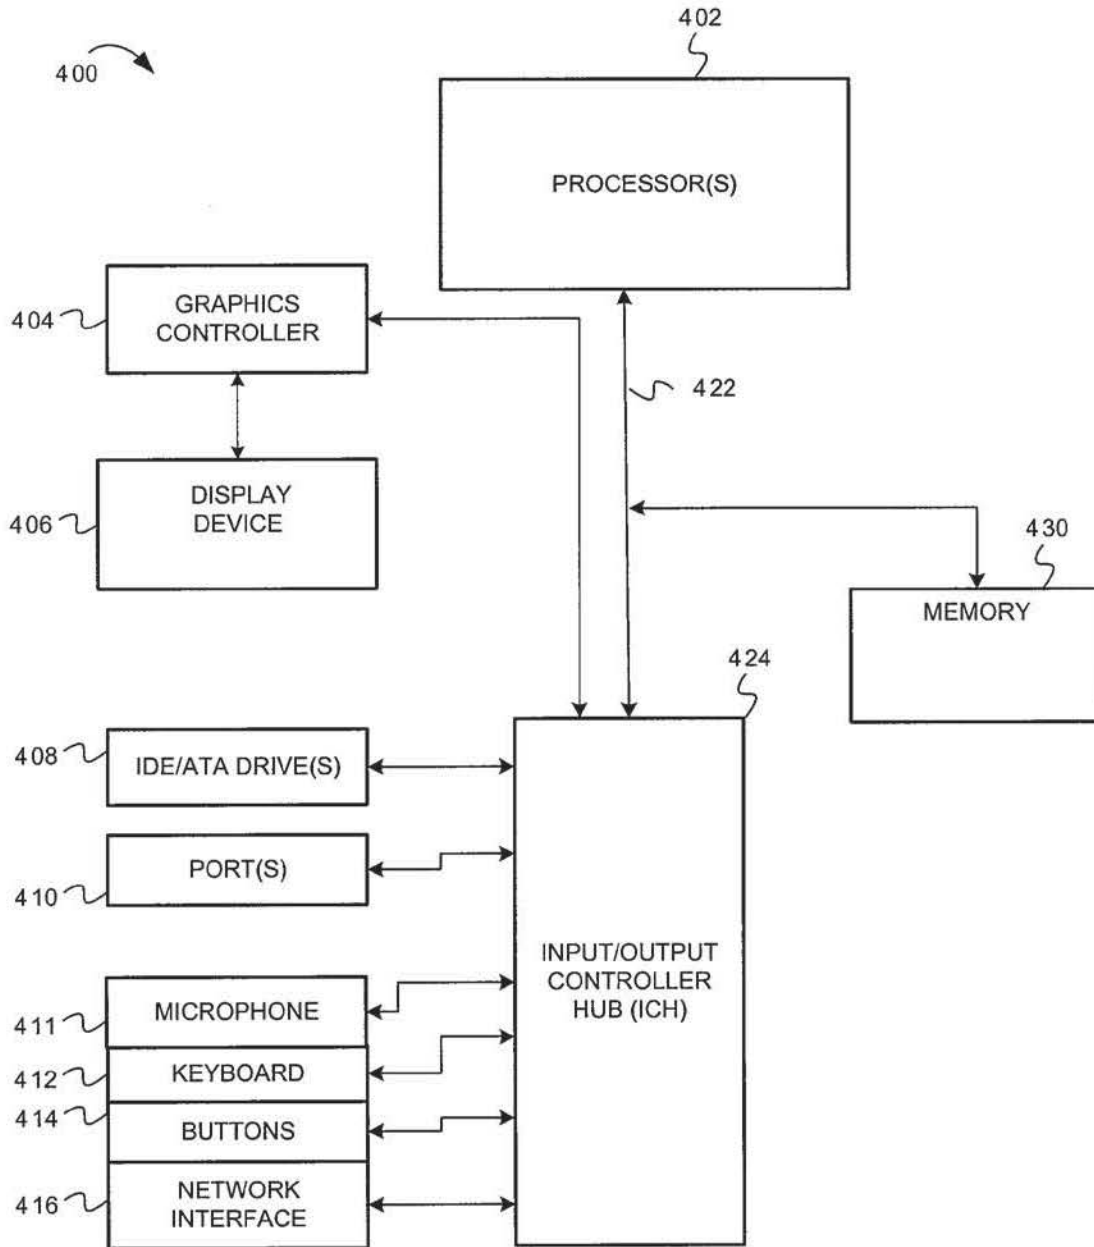 402
400
PROCESSOR(S)
GRAPHICS
CONTROLLER
404
422
DISPLAY
DEVICE
406
430
MEMORY
424
408
IDE/ATA DRIVE(S)
PORT(S)
410
INPUT/OUTPUT
CONTROLLER
HUB (ICH)
MICROPHONE
411
KEYBOARD
412
414
BUTTONS
416
NETWORK
INTERFACE